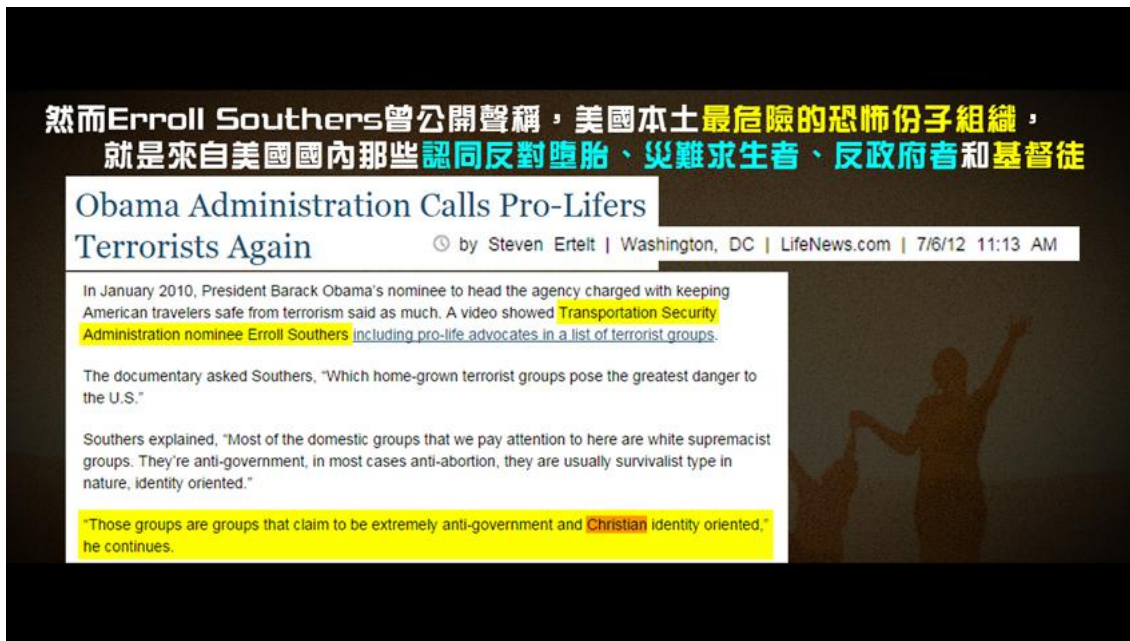 然而Erroll Southers曾公開聲稱，美國本土最危險的恐怖份子組織，
就是來自美國國內那些認同反對墮胎、災難求生者、反政府者和基督徒
Obama Administration Calls Pro-Lifers
Terrorists Again
by Steven Ertelt | Washington, DC | LifeNews.com | 7/6/12 11:13 AM
In January 2010, President Barack Obama's nominee to head the agency charged with keeping
American travelers safe from terrorism said as much. A video showed Transportation Security
Administration nominee Erroll Southers including pro-life advocates in a list of terrorist groups.
The documentary asked Southers, “Which home-grown terrorist groups pose the greatest danger to
the U.S.”
Southers explained, “Most of the domestic groups that we pay attention to here are white supremacist
groups. They're anti-government, in most cases anti-abortion, they are usually survivalist type in
nature, identity oriented.”
“Those groups are groups that claim to be extremely anti-government and Christian identity oriented,”
he continues.